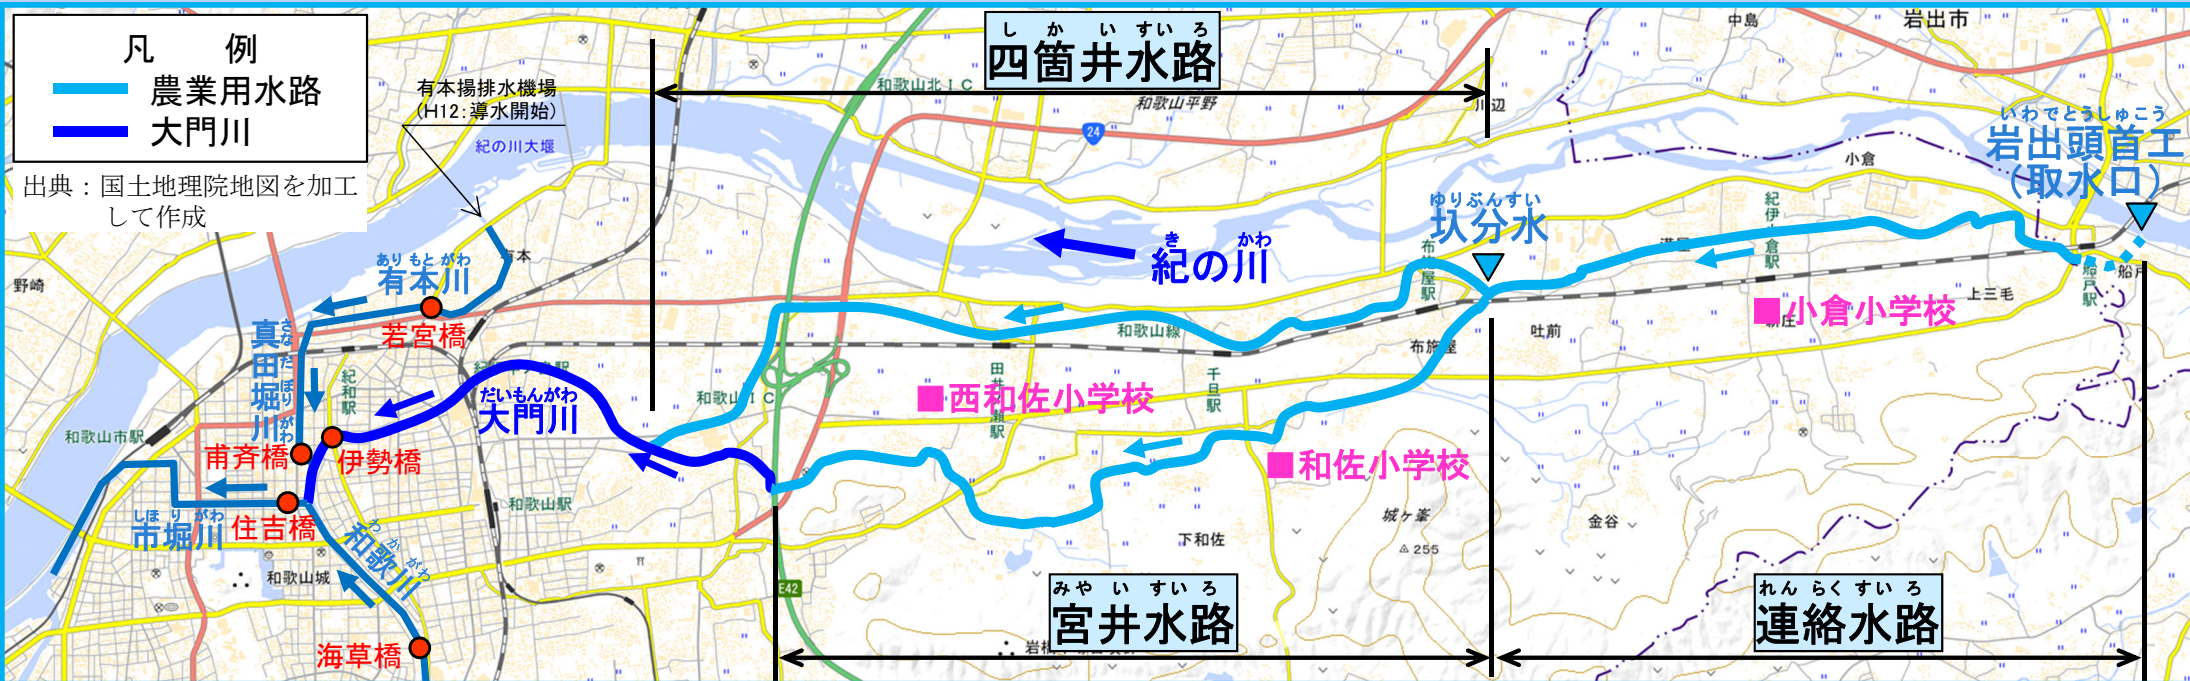 凡　例
農業用水路
大門川
出典：国土地理院地図を加工
して作成
有本揚排水機場
(H12:導水開始)
紀の川大堰
しかいすいろ
四箇井水路
和歌山北ＩＣ
和歌山平野
24
川辺
中島
岩出市
いわでとうしゅこう
岩出頭首工
（取水口）
小倉
ゆりぶんすい
圦分水
きかわ
紀の川
野崎
有本
ありもとがわ
有本川
若宮橋
さなだほりがわ
真田堀川
紀和駅
和歌山市駅
甫斉橋
伊勢橋
だいもんがわ
大門川
和歌山ＩＣ
和歌山線
田井ノ瀬駅
■西和佐小学校
千旦駅
布施屋
吐前
■小倉小学校
上三毛
船戸駅
船戸
■和佐小学校
しほりがわ
市堀川
住吉橋
わかがわ
和歌川
和歌山駅
和歌山城
海草橋
E42
下和佐
城ヶ峯
255
金谷
みやいすいろ
宮井水路
れんらくすいろ
連絡水路